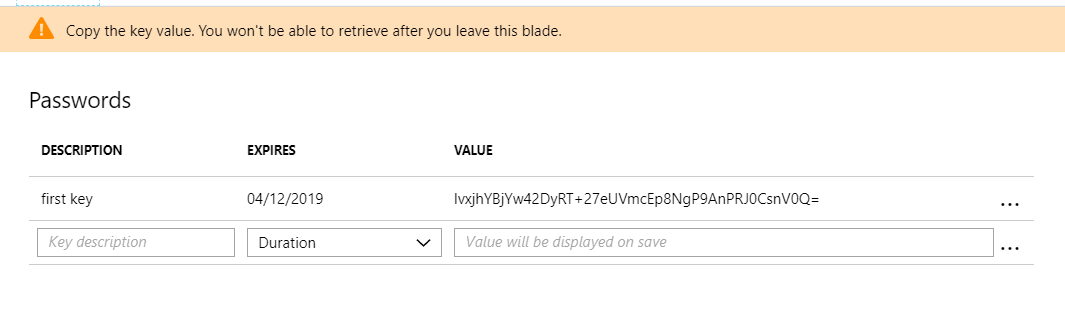 Copy the key value. You won't be able to retrieve after you leave this blade.
Passwords
DESCRIPTION EXPIRES VALUE
first key 04/12/2019 IvxjhYBjYw42DyRT+27eUVmcEp8NgP9AnPRJ0CsnV0Q=
Key description Duration Value will be displayed on save